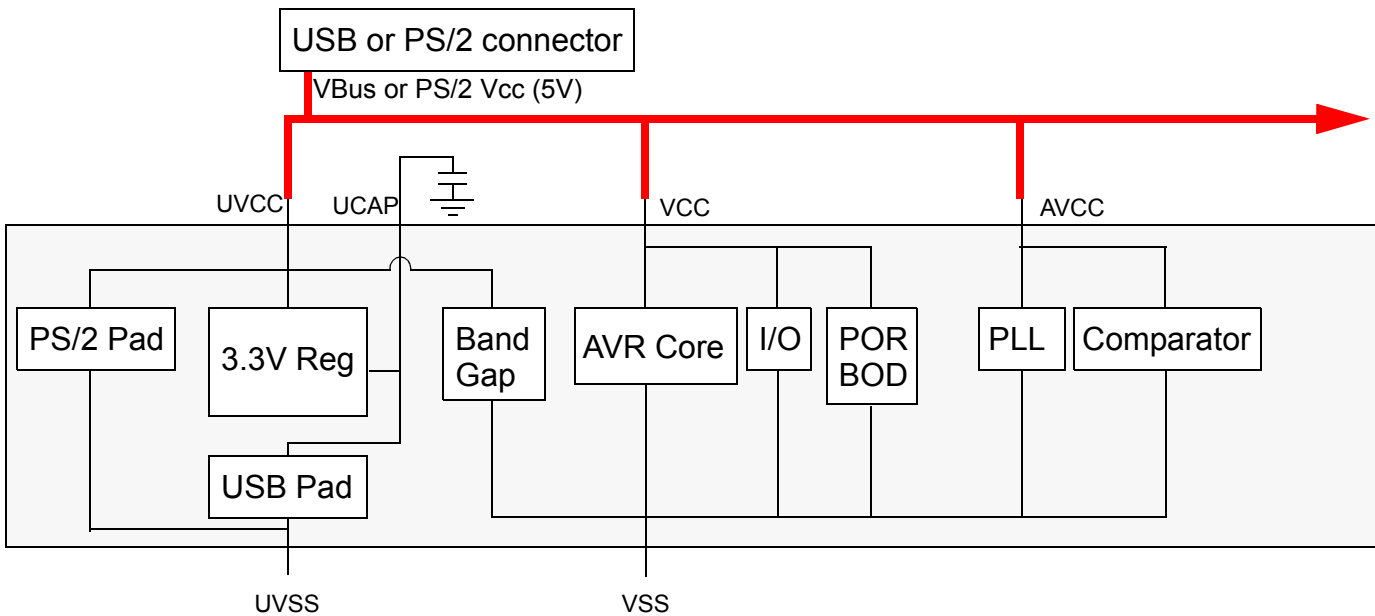 USB or PS/2 connector
VBus or PS/2 Vcc (5V)
UVCC
UCAP
VCC
AVCC
PS/2 Pad
3.3V Reg
Band
Gap
AVR Core
I/O
POR
BOD
PLL
Comparator
USB Pad
UVSS
VSS